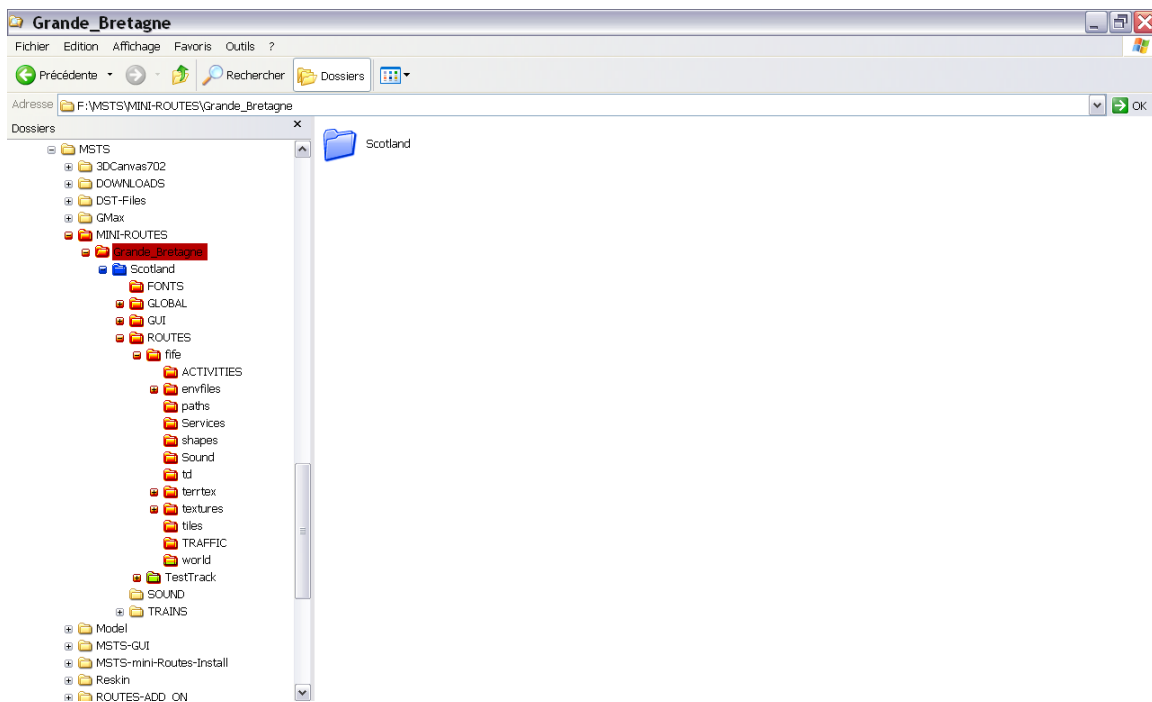 Grande_Bretagne
Fichier Edition Affichage Favoris Outils ?
Précédente Rechercher Dossiers
Adresse F:\MSTS\MINI-ROUTES\Grande_Bretagne OK
Dossiers x
Scotland
MSTS
3DCanvas702
DOWNLOADS
DST-Files
GMax
MINI-ROUTES
Grande_Bretagne
Scotland
FONTS
GLOBAL
GUI
ROUTES
fife
ACTIVITIES
envfiles
paths
Services
shapes
Sound
td
terrtex
textures
tiles
TRAFFIC
world
TestTrack
SOUND
TRAINS
Model
MSTS-GUI
MSTS-mini-Routes-Install
Reskin
ROUTES-ADD_ON